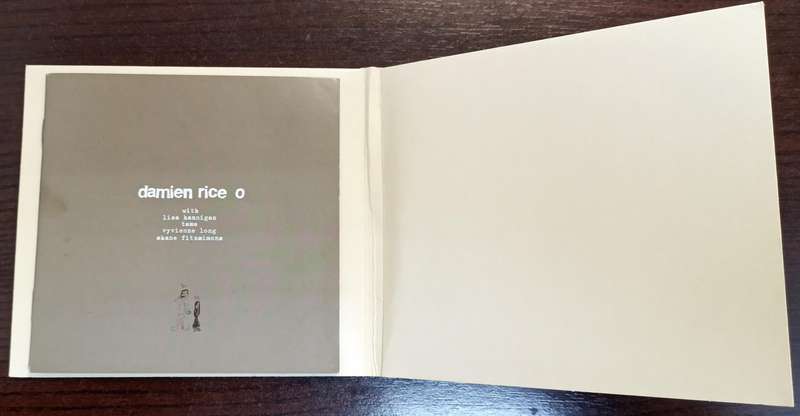 damien rice o
with
lisa hannigan
tomo
vyvienne long
shane fitzsimons